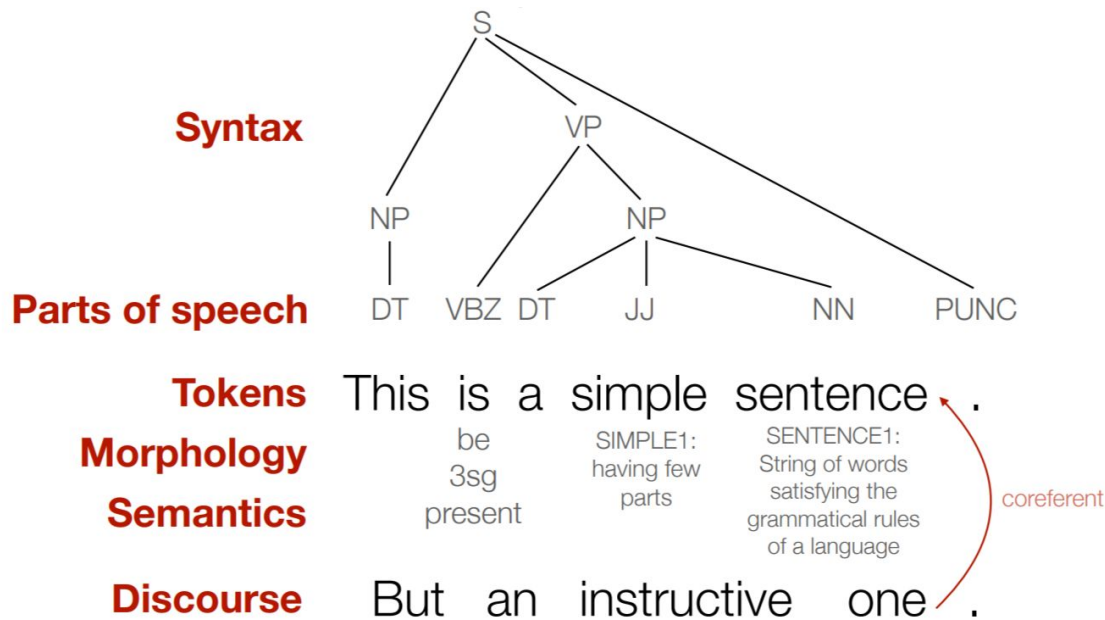 S
Syntax
VP
NP NP
Parts of speech DT VBZ DT JJ NN PUNC
Tokens This is a simple sentence .
Morphology
Semantics
be
3sg
present
SIMPLE1:
having few
parts
SENTENCE1:
String of words
satisfying the
grammatical rules
of a language
coreferent
Discourse But an instructive one .